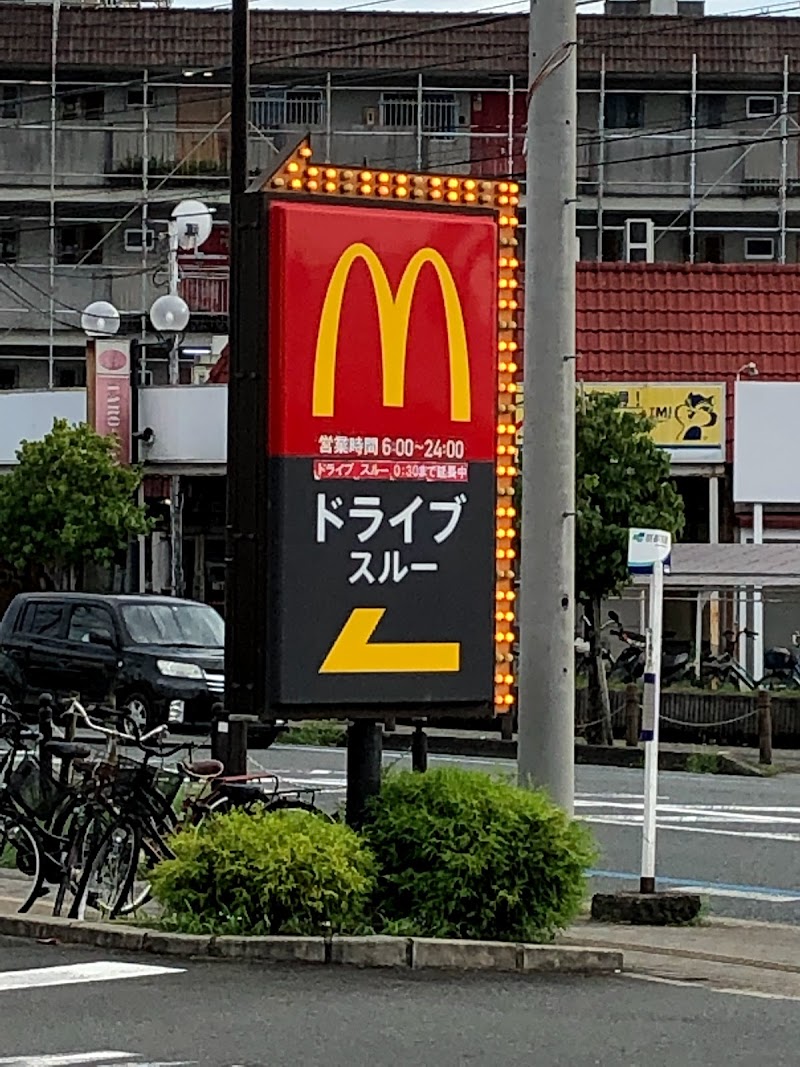 営業時間 6:00~24:00
ドライブ スルー 0:30まで延長中
ドライブ
スルー